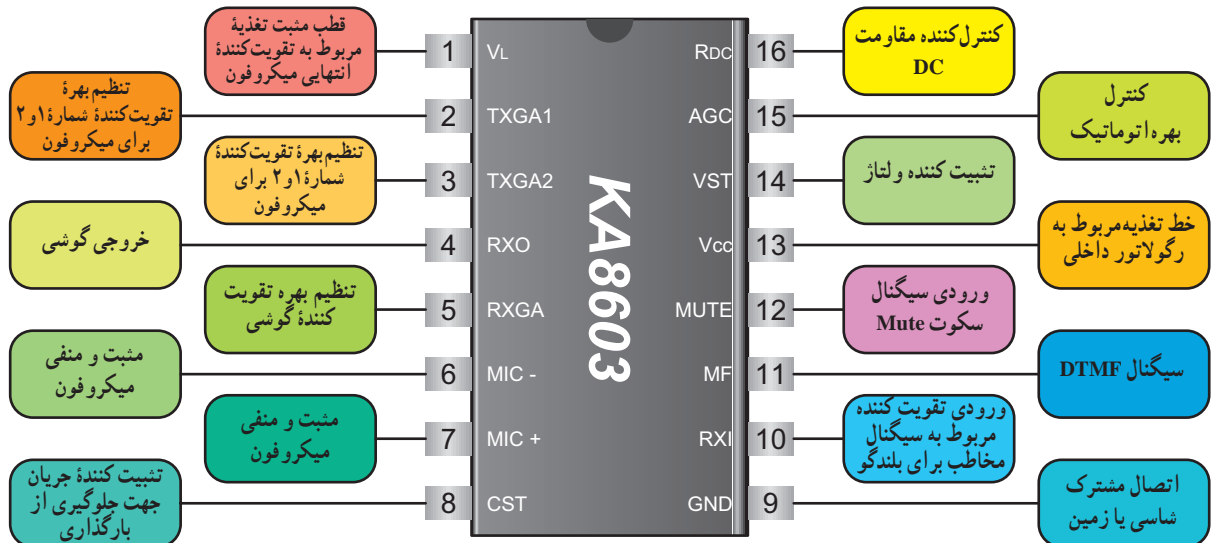 قطب مثبت تغذیهٔ
مربوط به تقویت‌کنندهٔ
انتهایی میکروفون
1
VL
تنظیم بهرهٔ
تقویت‌کنندهٔ شمارهٔ ۱و۲
برای میکروفون
2
TXGA1
تنظیم بهرهٔ تقویت‌کنندهٔ
شمارهٔ ۱و۲ برای
میکروفون
3
TXGA2
خروجی گوشی
4
RXO
تنظیم بهره تقویت
کنندهٔ گوشی
5
RXGA
مثبت و منفی
میکروفون
6
MIC -
مثبت و منفی
میکروفون
7
MIC +
تثبیت کنندهٔ جریان
جهت جلوگیری از
بارگذاری
8
CST
KA8603
RDC
16
کنترل‌کننده مقاومت
DC
AGC
15
کنترل
بهره اتوماتیک
VST
14
تثبیت کننده ولتاژ
Vcc
13
خط تغذیه مربوط به
رگولاتور داخلی
MUTE
12
ورودی سیگنال
سکوت Mute
MF
11
سیگنال DTMF
RXI
10
ورودی تقویت کننده
مربوط به سیگنال
مخاطب برای بلندگو
GND
9
اتصال مشترک
شاسی یا زمین